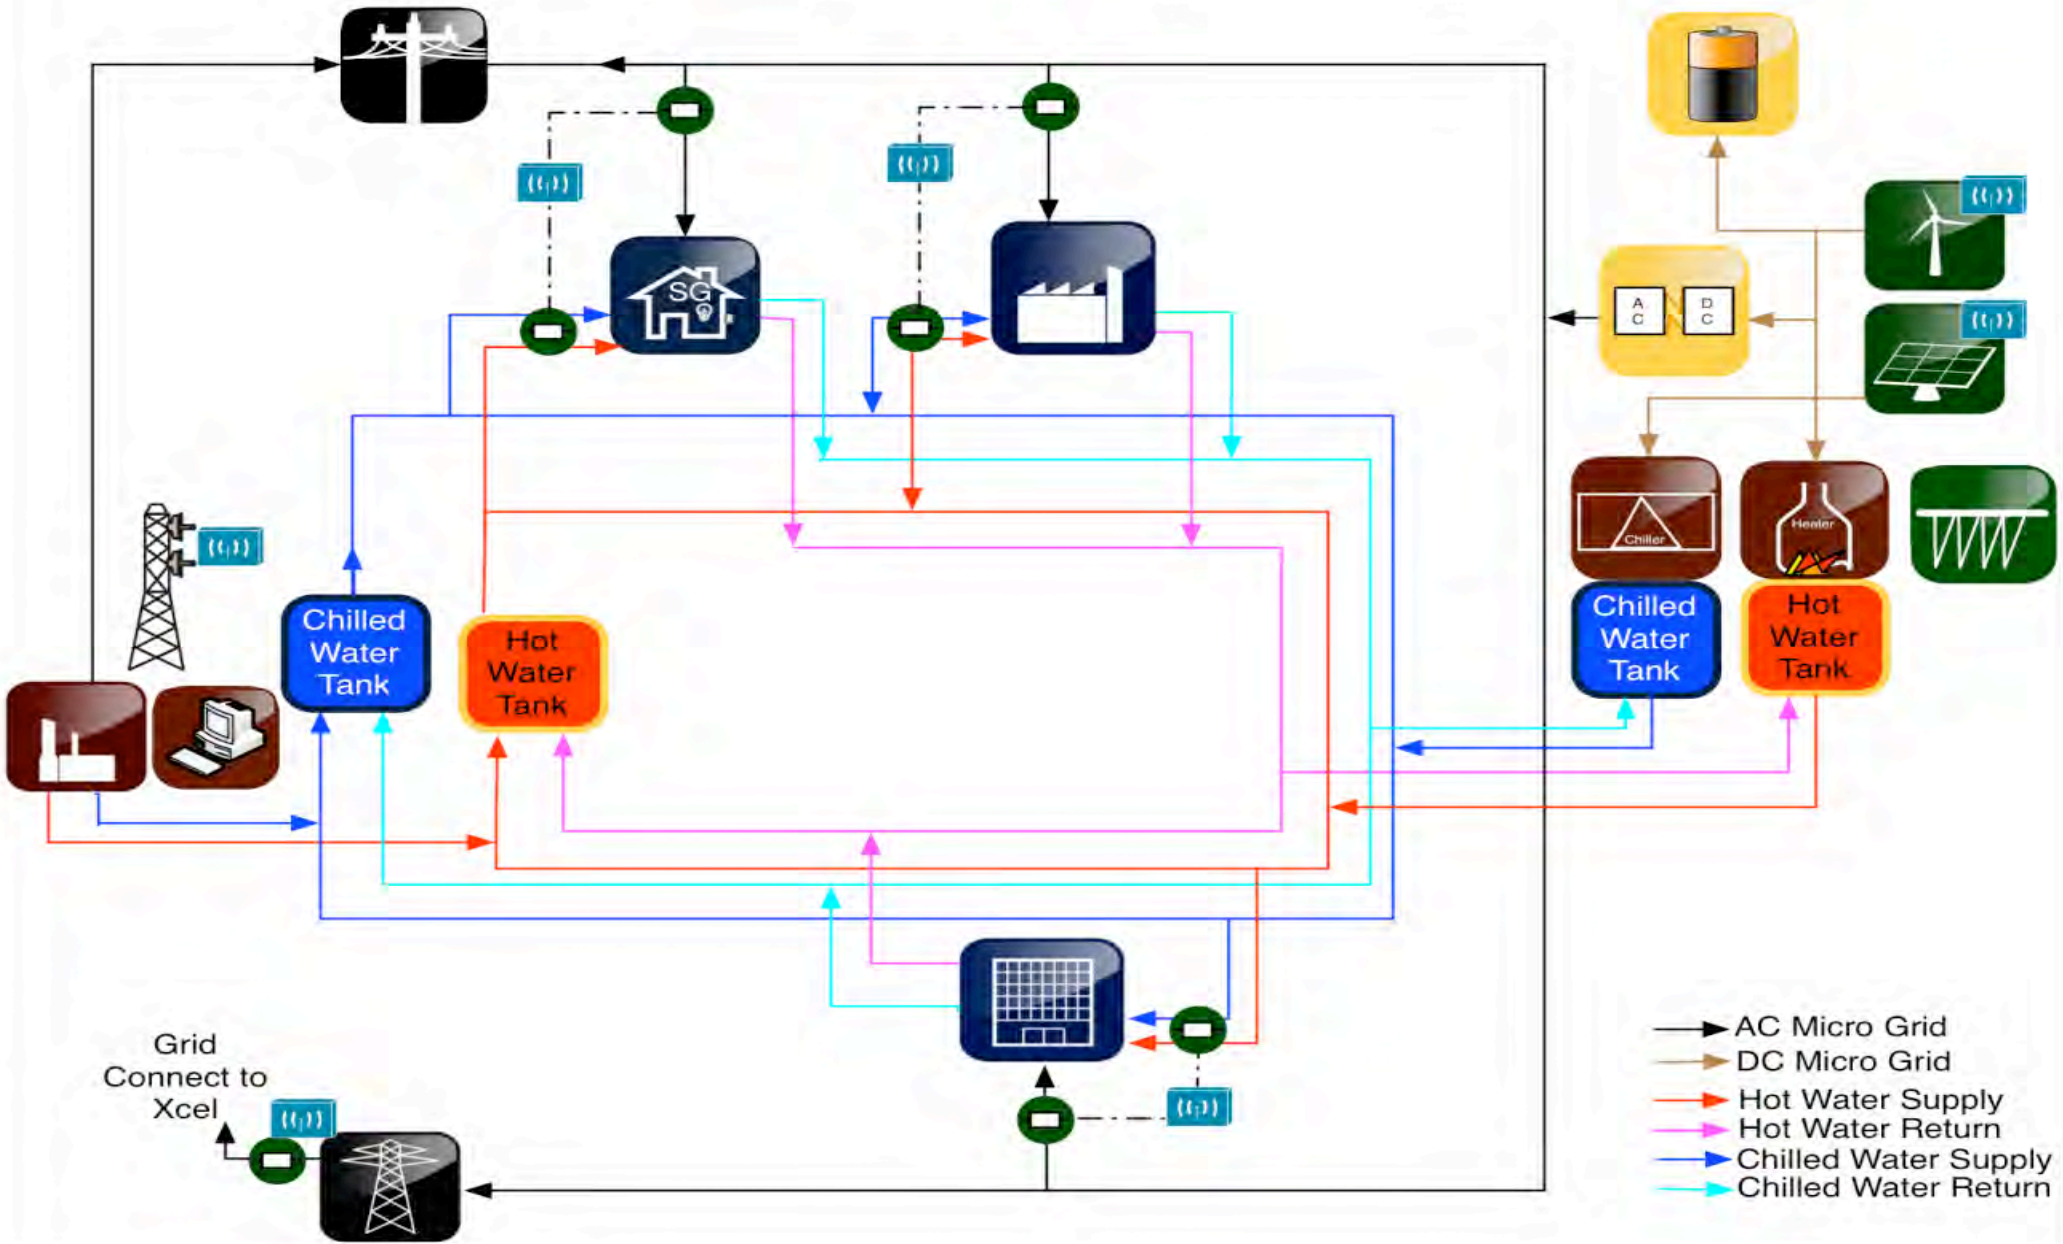 SG
A
C
D
C
Chiller
Heater
Chilled
Water
Tank
Hot
Water
Tank
Chilled
Water
Tank
Hot
Water
Tank
Grid
Connect to
Xcel
AC Micro Grid
DC Micro Grid
Hot Water Supply
Hot Water Return
Chilled Water Supply
Chilled Water Return